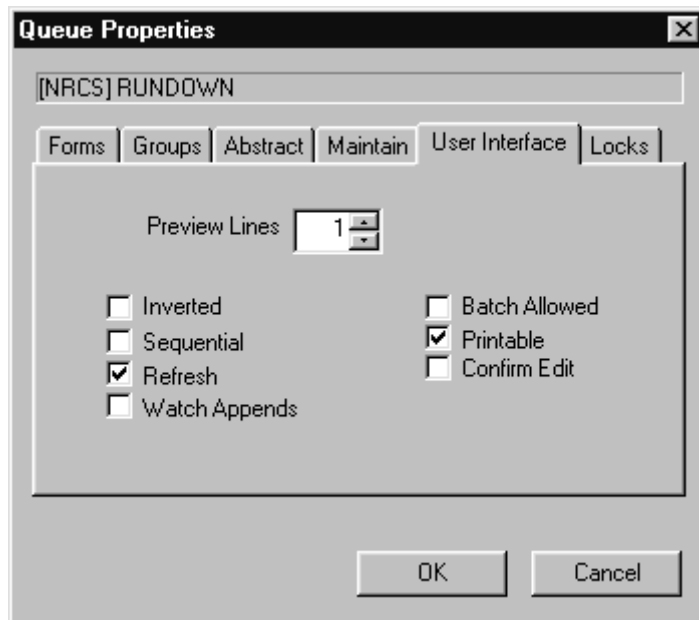 Queue Properties
[NRCS] RUNDOWN
Forms Groups Abstract Maintain User Interface Locks
Preview Lines 1
Inverted Batch Allowed
Sequential Printable
Refresh Confirm Edit
Watch Appends
OK Cancel